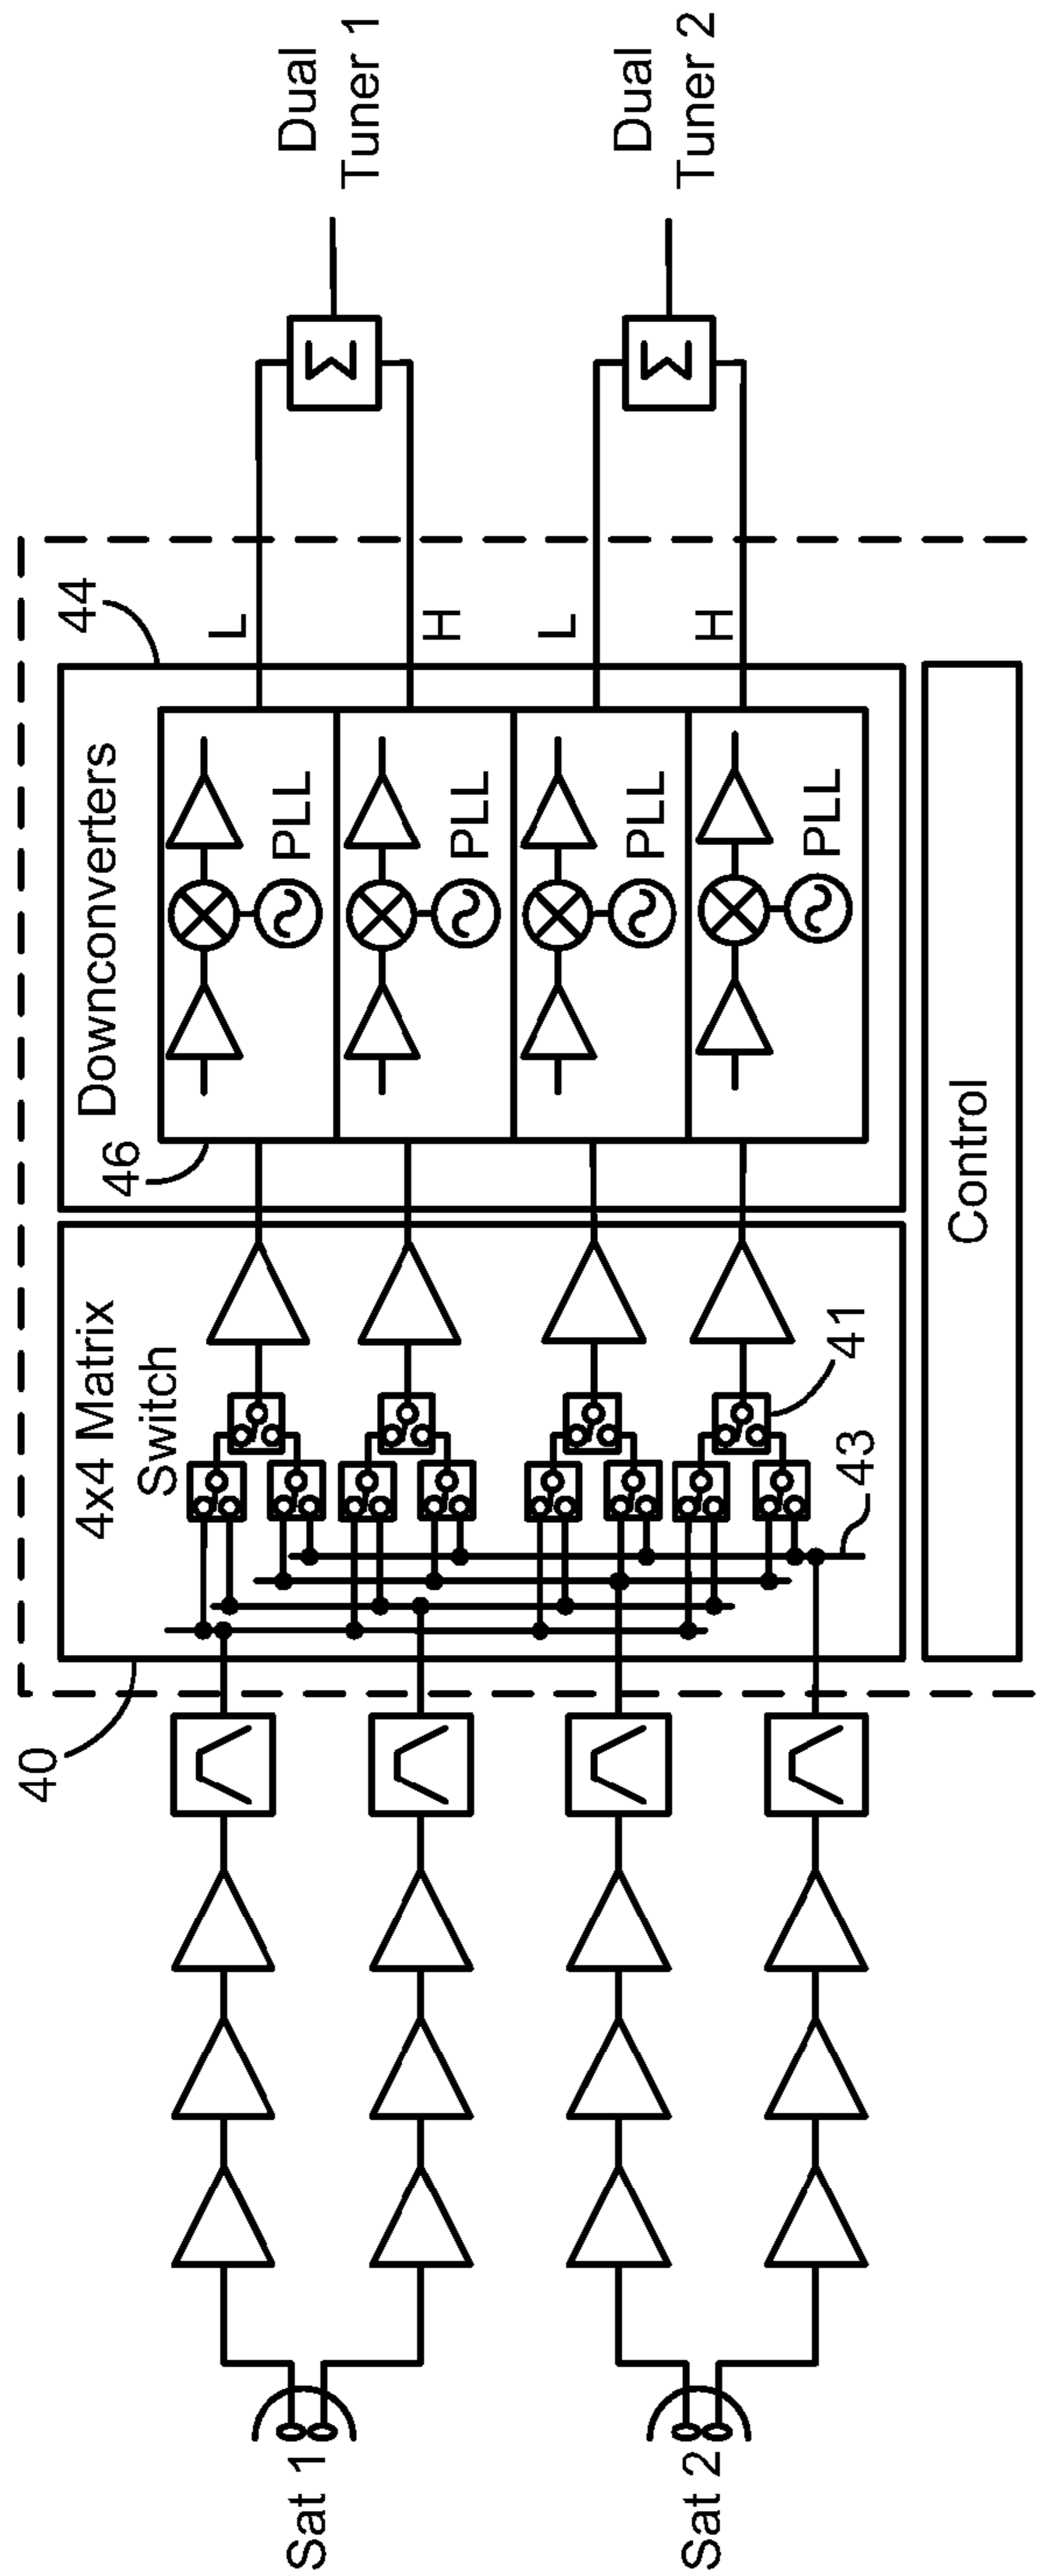 Sat 1
Sat 2
40
4x4 Matrix
Switch
43
41
44
46
Downconverters
PLL
PLL
PLL
PLL
Control
L
H
L
H
Σ
Σ
Dual
Tuner 1
Dual
Tuner 2